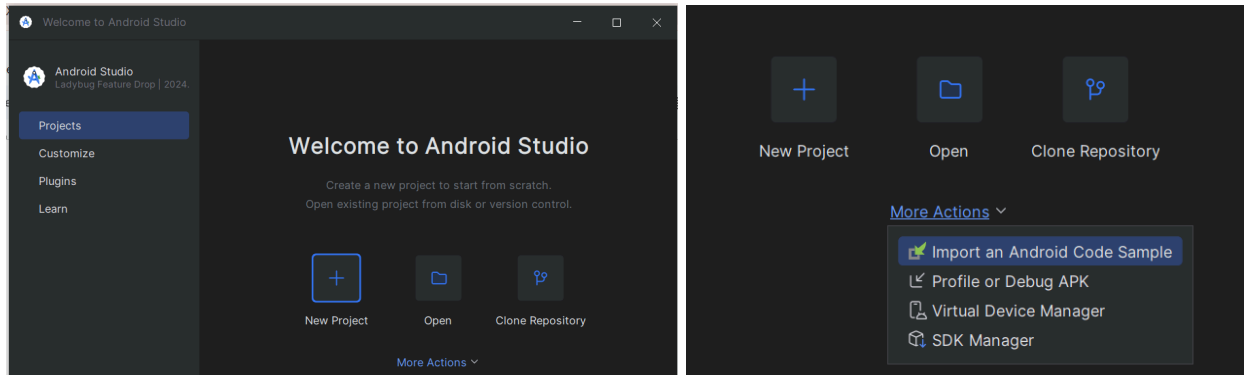 Welcome to Android Studio
Android Studio
Ladybug Feature Drop | 2024.
Projects
Customize
Plugins
Learn
Welcome to Android Studio
Create a new project to start from scratch.
Open existing project from disk or version control.
New Project
Open
Clone Repository
More Actions
New Project
Open
Clone Repository
More Actions
Import an Android Code Sample
Profile or Debug APK
Virtual Device Manager
SDK Manager